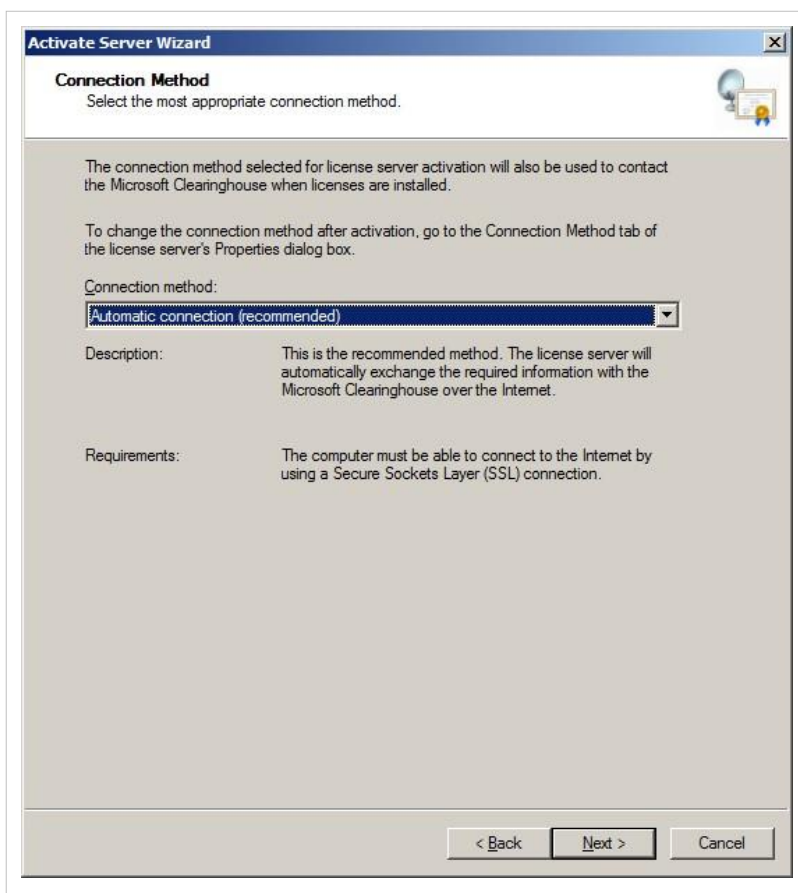 Activate Server Wizard
Connection Method
Select the most appropriate connection method.
The connection method selected for license server activation will also be used to contact
the Microsoft Clearinghouse when licenses are installed.
To change the connection method after activation, go to the Connection Method tab of
the license server's Properties dialog box.
Connection method:
Automatic connection (recommended)
Description:
This is the recommended method. The license server will
automatically exchange the required information with the
Microsoft Clearinghouse over the Internet.
Requirements:
The computer must be able to connect to the Internet by
using a Secure Sockets Layer (SSL) connection.
< Back
Next >
Cancel